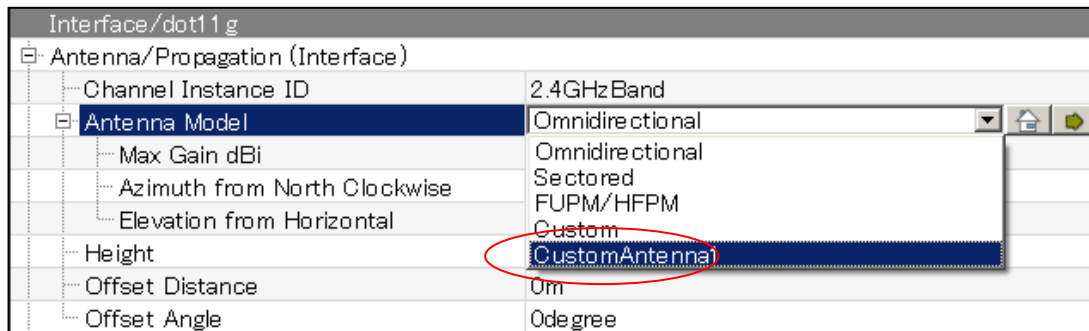 Interface/dot11g
Antenna/Propagation (Interface)
Channel Instance ID 2.4GHzBand
Antenna Model Omnidirectional
Max Gain dBi Omnidirectional
Azimuth from North Clockwise Sectored
FUPM/HFPM
Elevation from Horizontal Custom
Height CustomAntenna1
Offset Distance 0m
Offset Angle 0degree